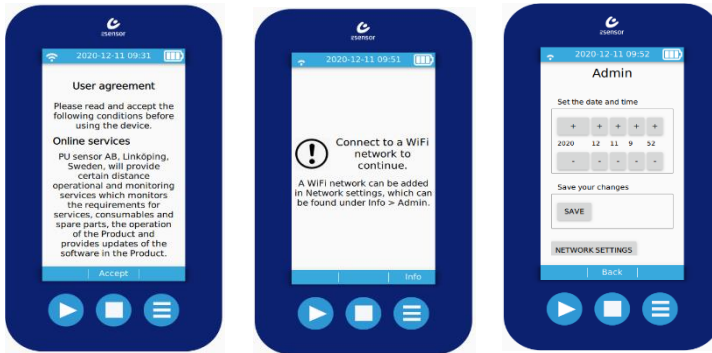 zsensor
2020-12-11 09:31
User agreement
Please read and accept the
following conditions before
using the device.
Online services
PU sensor AB, Linköping,
Sweden, will provide
certain distance
operational and monitoring
services which monitors
the requirements for
services, consumables and
spare parts, the operation
of the Product and
provides updates of the
software in the Product.
Accept
zsensor
2020-12-11 09:51
Connect to a WiFi
network to
continue.
A WiFi network can be added
in Network settings, which can
be found under Info > Admin.
Info
zsensor
2020-12-11 09:52
Admin
Set the date and time
+ + + + +
2020 12 11 9 52
- - - - -
Save your changes
SAVE
NETWORK SETTINGS
Back